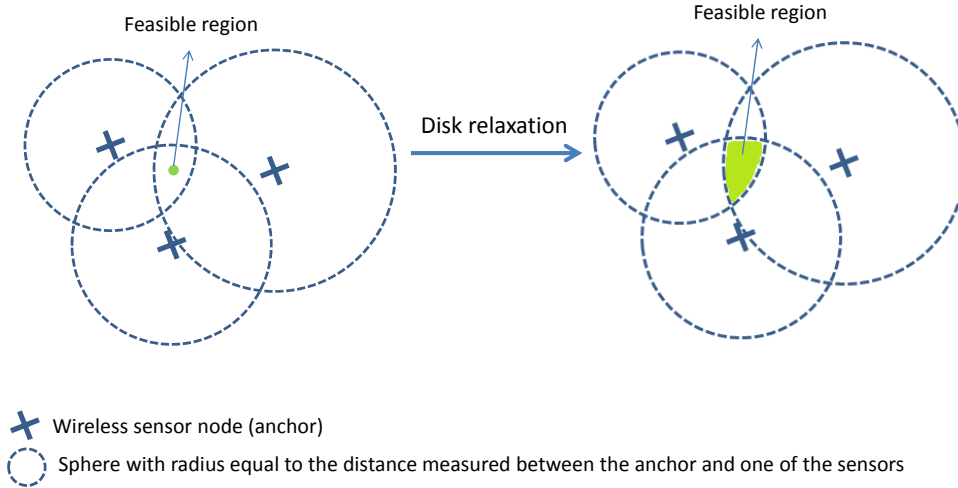 Feasible region
Feasible region
Disk relaxation
Wireless sensor node (anchor)
Sphere with radius equal to the distance measured between the anchor and one of the sensors